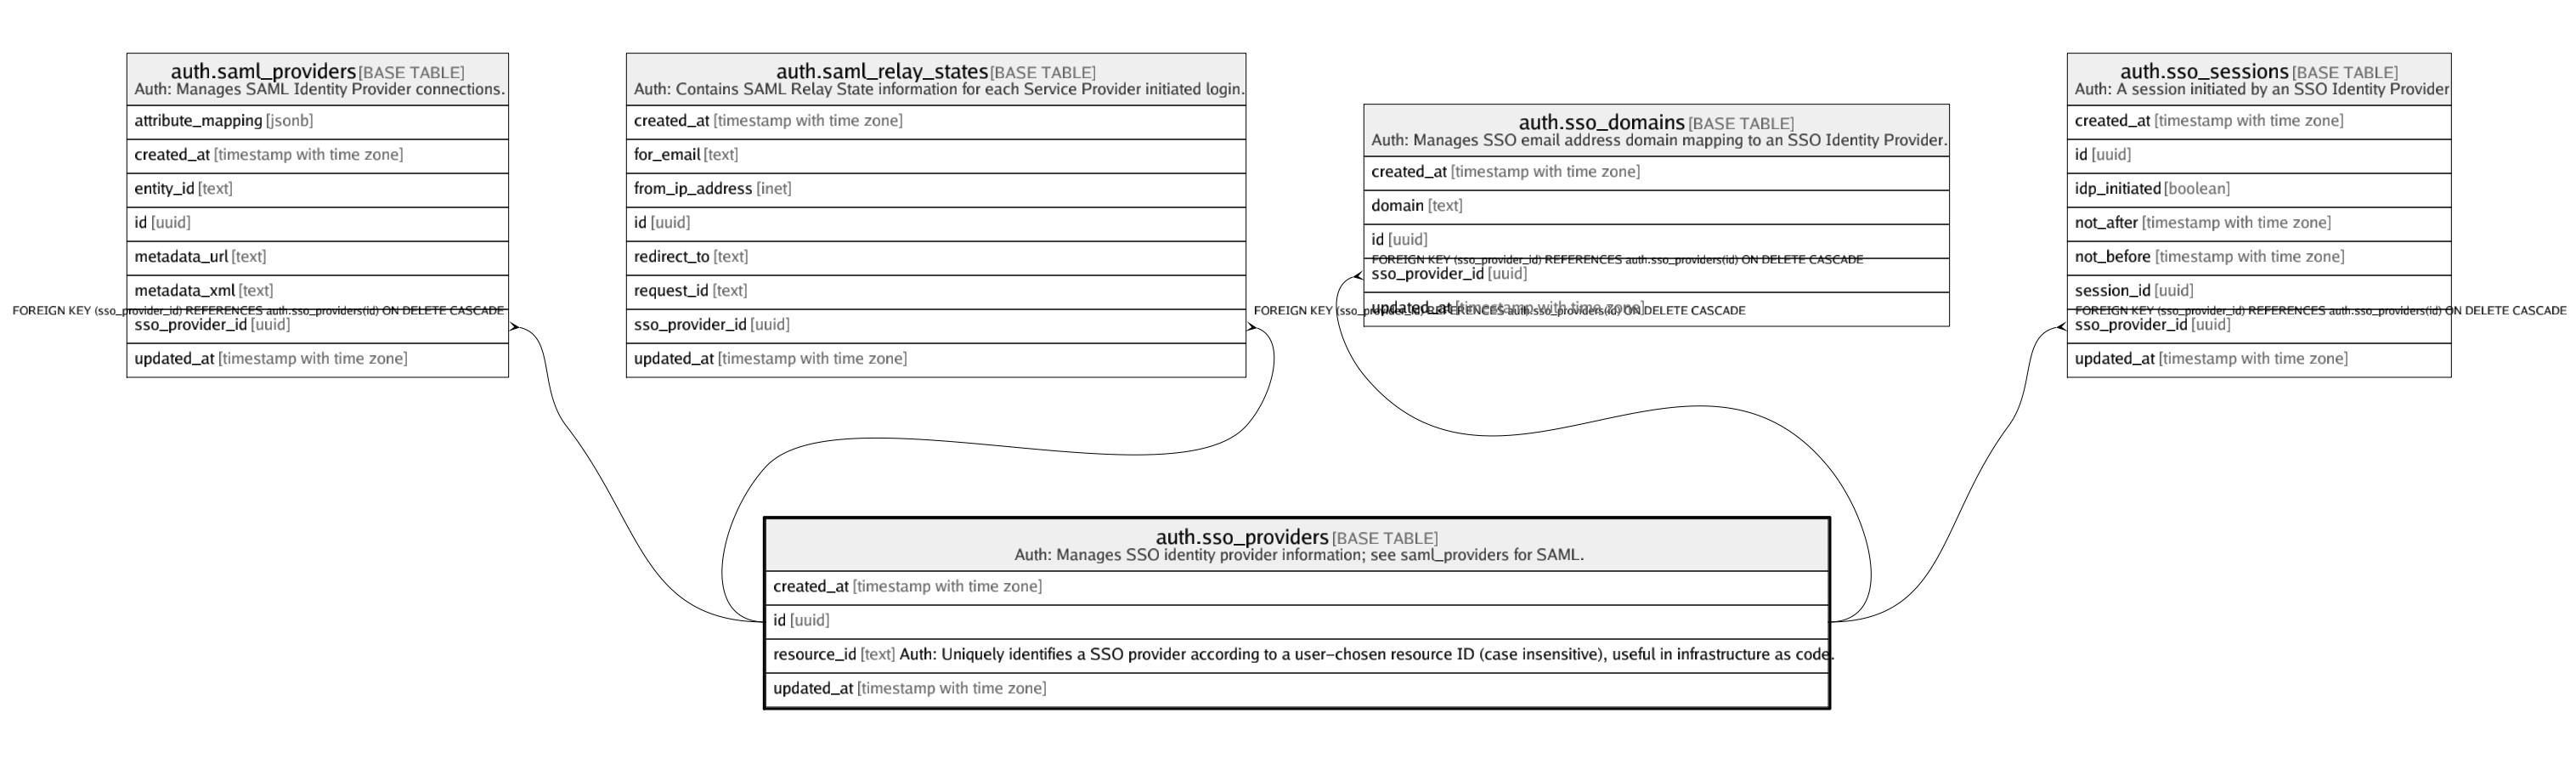 auth.saml_providers [BASE TABLE]
Auth: Manages SAML Identity Provider connections.
attribute_mapping [jsonb]
created_at [timestamp with time zone]
entity_id [text]
id [uuid]
metadata_url [text]
metadata_xml [text]
FOREIGN KEY (sso_provider_id) REFERENCES auth.sso_providers(id) ON DELETE CASCADE
sso_provider_id [uuid]
updated_at [timestamp with time zone]
auth.saml_relay_states [BASE TABLE]
Auth: Contains SAML Relay State information for each Service Provider initiated login.
created_at [timestamp with time zone]
for_email [text]
from_ip_address [inet]
id [uuid]
redirect_to [text]
request_id [text]
sso_provider_id [uuid]
updated_at [timestamp with time zone]
FOREIGN KEY (sso_provider_id) REFERENCES auth.sso_providers(id) ON DELETE CASCADE
auth.sso_domains [BASE TABLE]
Auth: Manages SSO email address domain mapping to an SSO Identity Provider.
created_at [timestamp with time zone]
domain [text]
id [uuid]
FOREIGN KEY (sso_provider_id) REFERENCES auth.sso_providers(id) ON DELETE CASCADE
sso_provider_id [uuid]
updated_at [timestamp with time zone]
auth.sso_sessions [BASE TABLE]
Auth: A session initiated by an SSO Identity Provider
created_at [timestamp with time zone]
id [uuid]
idp_initiated [boolean]
not_after [timestamp with time zone]
not_before [timestamp with time zone]
session_id [uuid]
FOREIGN KEY (sso_provider_id) REFERENCES auth.sso_providers(id) ON DELETE CASCADE
sso_provider_id [uuid]
updated_at [timestamp with time zone]
auth.sso_providers [BASE TABLE]
Auth: Manages SSO identity provider information; see saml_providers for SAML.
created_at [timestamp with time zone]
id [uuid]
resource_id [text] Auth: Uniquely identifies a SSO provider according to a user–chosen resource ID (case insensitive), useful in infrastructure as code.
updated_at [timestamp with time zone]